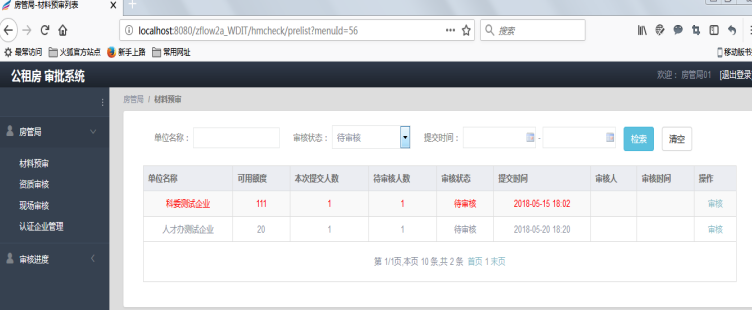 房管局-材料预审列表
localhost:8080/zflow2a_WDIT/hmcheck/prelist?menuId=56
搜索
最常访问 火狐官方站点 新手上路 常用网址 移动版书
公租房 审批系统
欢迎： 房管局01 [退出登录
房管局
材料预审
资质审核
现场审核
认证企业管理
审核进度
房管局 / 材料预审
单位名称： 审核状态： 待审核 提交时间： - 检索 清空
单位名称 可用额度 本次提交人数 待审核人数 审核状态 提交时间 审核人 审核时间 操作
科委测试企业 111 1 1 待审核 2018-05-15 18:02 审核
人才办测试企业 20 1 1 待审核 2018-05-20 18:20 审核
第 1/1页,本页 10 条,共 2 条 首页 1 末页